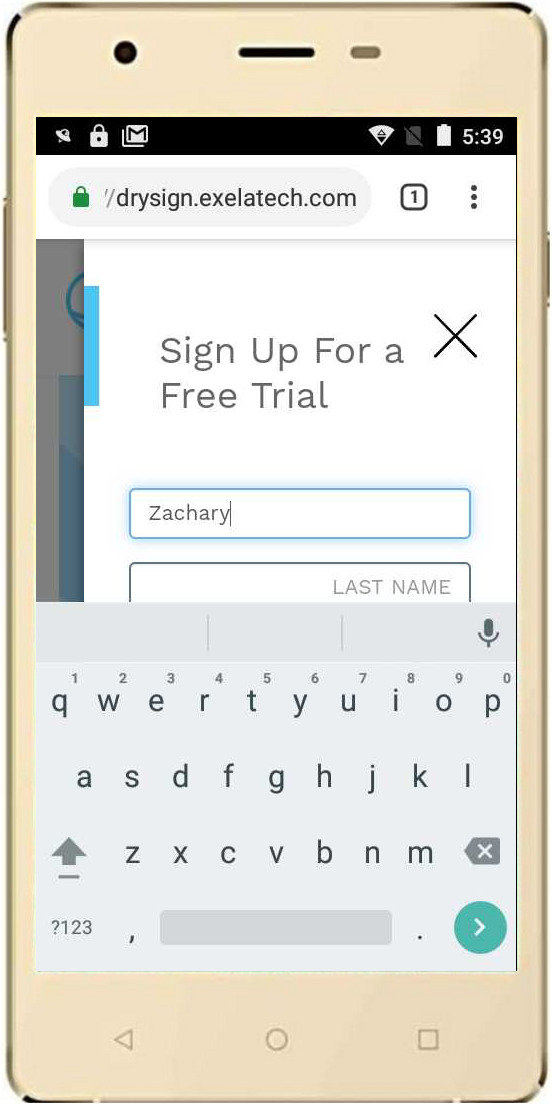 5:39
//drysign.exelatech.com
1
Sign Up For a
Free Trial
Zachary
LAST NAME
1 2 3 4 5 6 7 8 9 0
q w e r t y u i o p
a s d f g h j k l
z x c v b n m
?123 , .